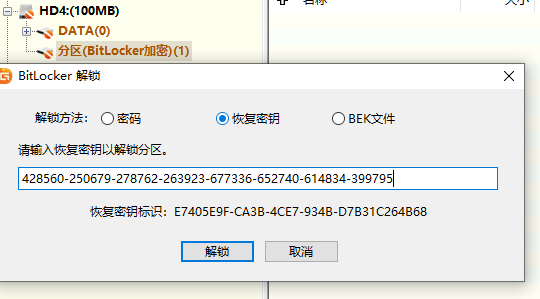 HD4:(100MB)
DATA(0)
分区(BitLocker加密)(1)
名称
大小
BitLocker 解锁
解锁方法: 密码 恢复密钥 BEK文件
请输入恢复密钥以解锁分区。
428560-250679-278762-263923-677336-652740-614834-399795
恢复密钥标识: E7405E9F-CA3B-4CE7-934B-D7B31C264B68
解锁 取消